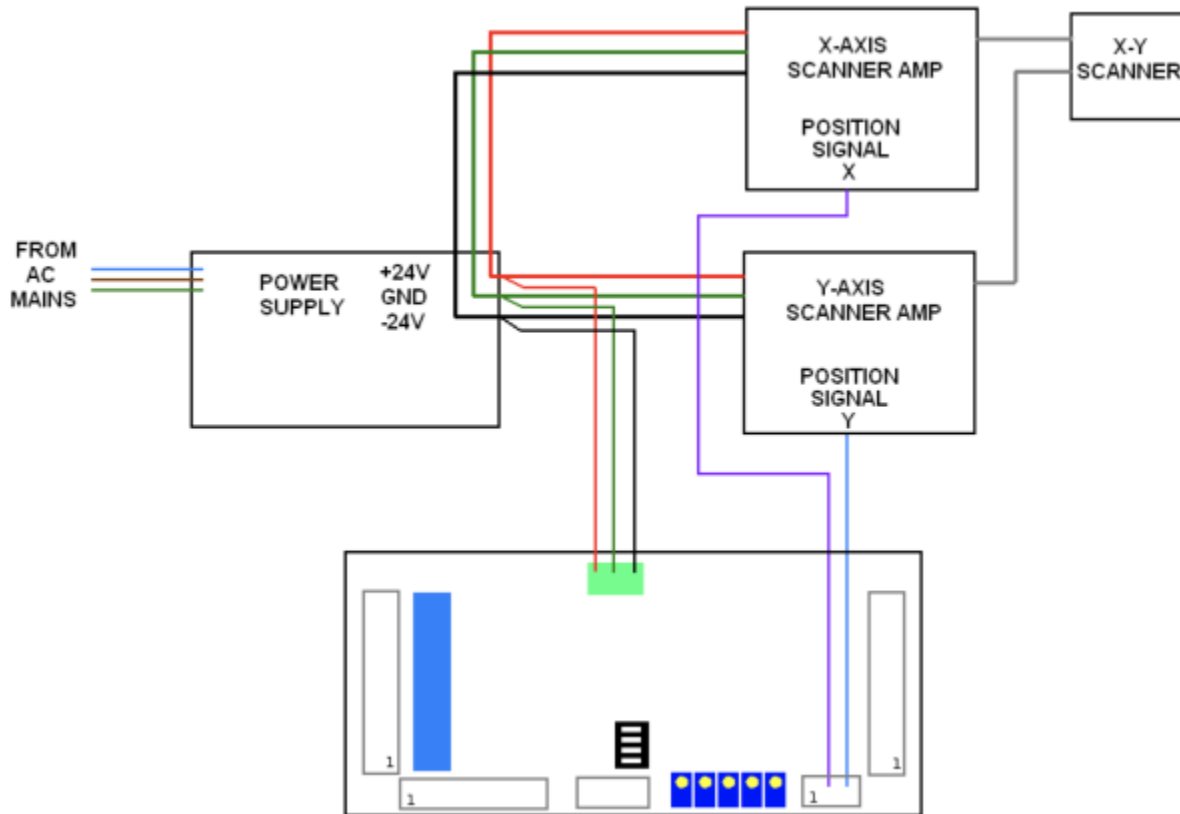 X-AXIS
SCANNER AMP
POSITION
SIGNAL
X
X-Y
SCANNER
FROM
AC
MAINS
POWER
SUPPLY
+24V
GND
-24V
Y-AXIS
SCANNER AMP
POSITION
SIGNAL
Y
1
1
1
1